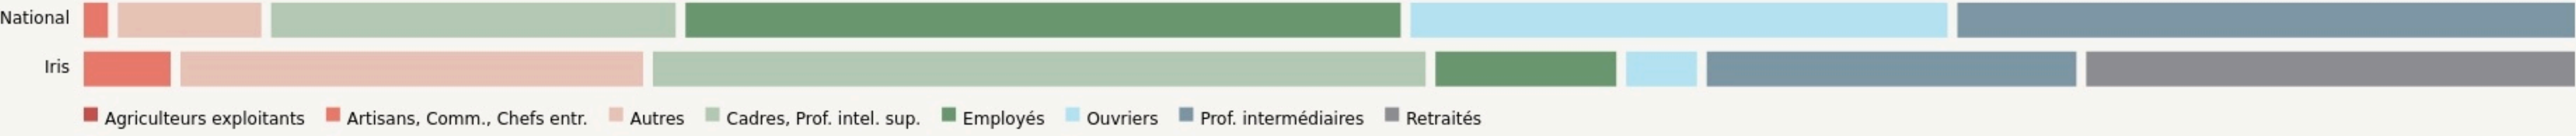 National
Iris
Agriculteurs exploitants Artisans, Comm., Chefs entr. Autres Cadres, Prof. intel. sup. Employés Ouvriers Prof. intermédiaires Retraités